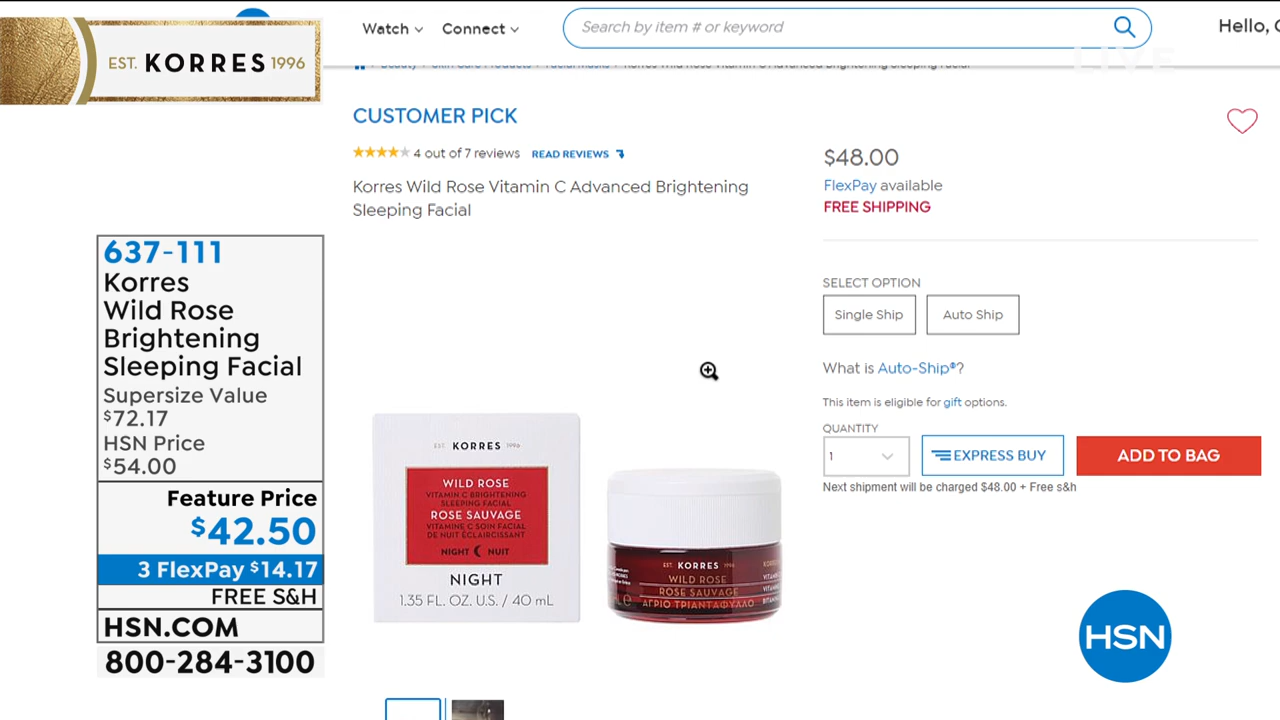 Watch
Connect
Search by item # or keyword
Hello,
EST. KORRES 1996
LIVE
CUSTOMER PICK
4 out of 7 reviews
READ REVIEWS
Korres Wild Rose Vitamin C Advanced Brightening
Sleeping Facial
$48.00
FlexPay available
FREE SHIPPING
SELECT OPTION
Single Ship
Auto Ship
What is Auto-Ship®?
This item is eligible for gift options.
QUANTITY
1
EXPRESS BUY
ADD TO BAG
Next shipment will be charged $48.00 + Free s&h
637-111
Korres
Wild Rose
Brightening
Sleeping Facial
Supersize Value
$72.17
HSN Price
$54.00
Feature Price
$42.50
3 FlexPay $14.17
FREE S&H
HSN.COM
800-284-3100
EST. KORRES 1996
WILD ROSE
VITAMIN C BRIGHTENING
SLEEPING FACIAL
ROSE SAUVAGE
VITAMINE C SOIN FACIAL
DE NUIT ÉCLAIRCISSANT
NIGHT NUIT
NIGHT
1.35 FL. OZ. U.S. / 40 mL
EST. KORRES 1996
WILD ROSE
ROSE SAUVAGE
ΑΓΡΙΟ ΤΡΙΑΝΤΑΦΥΛΛΟ
HSN